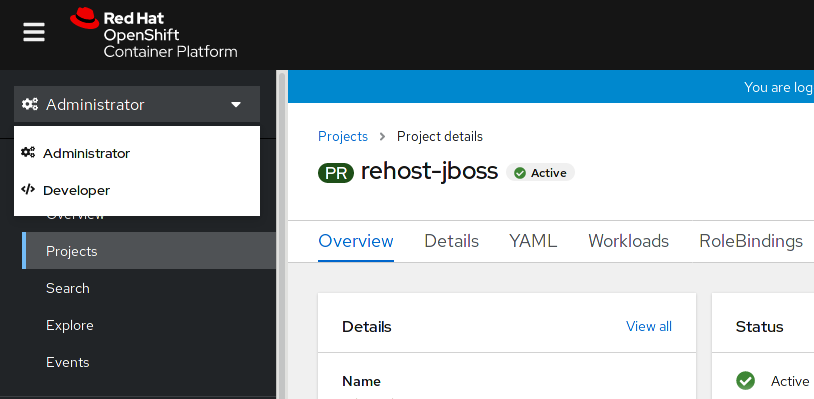 Red Hat
OpenShift
Container Platform
Administrator
Administrator
Developer
Overview
Projects
Search
Explore
Events
You are log
Projects > Project details
PR rehost-jboss Active
Overview Details YAML Workloads RoleBindings
Details View all
Name
Status
Active